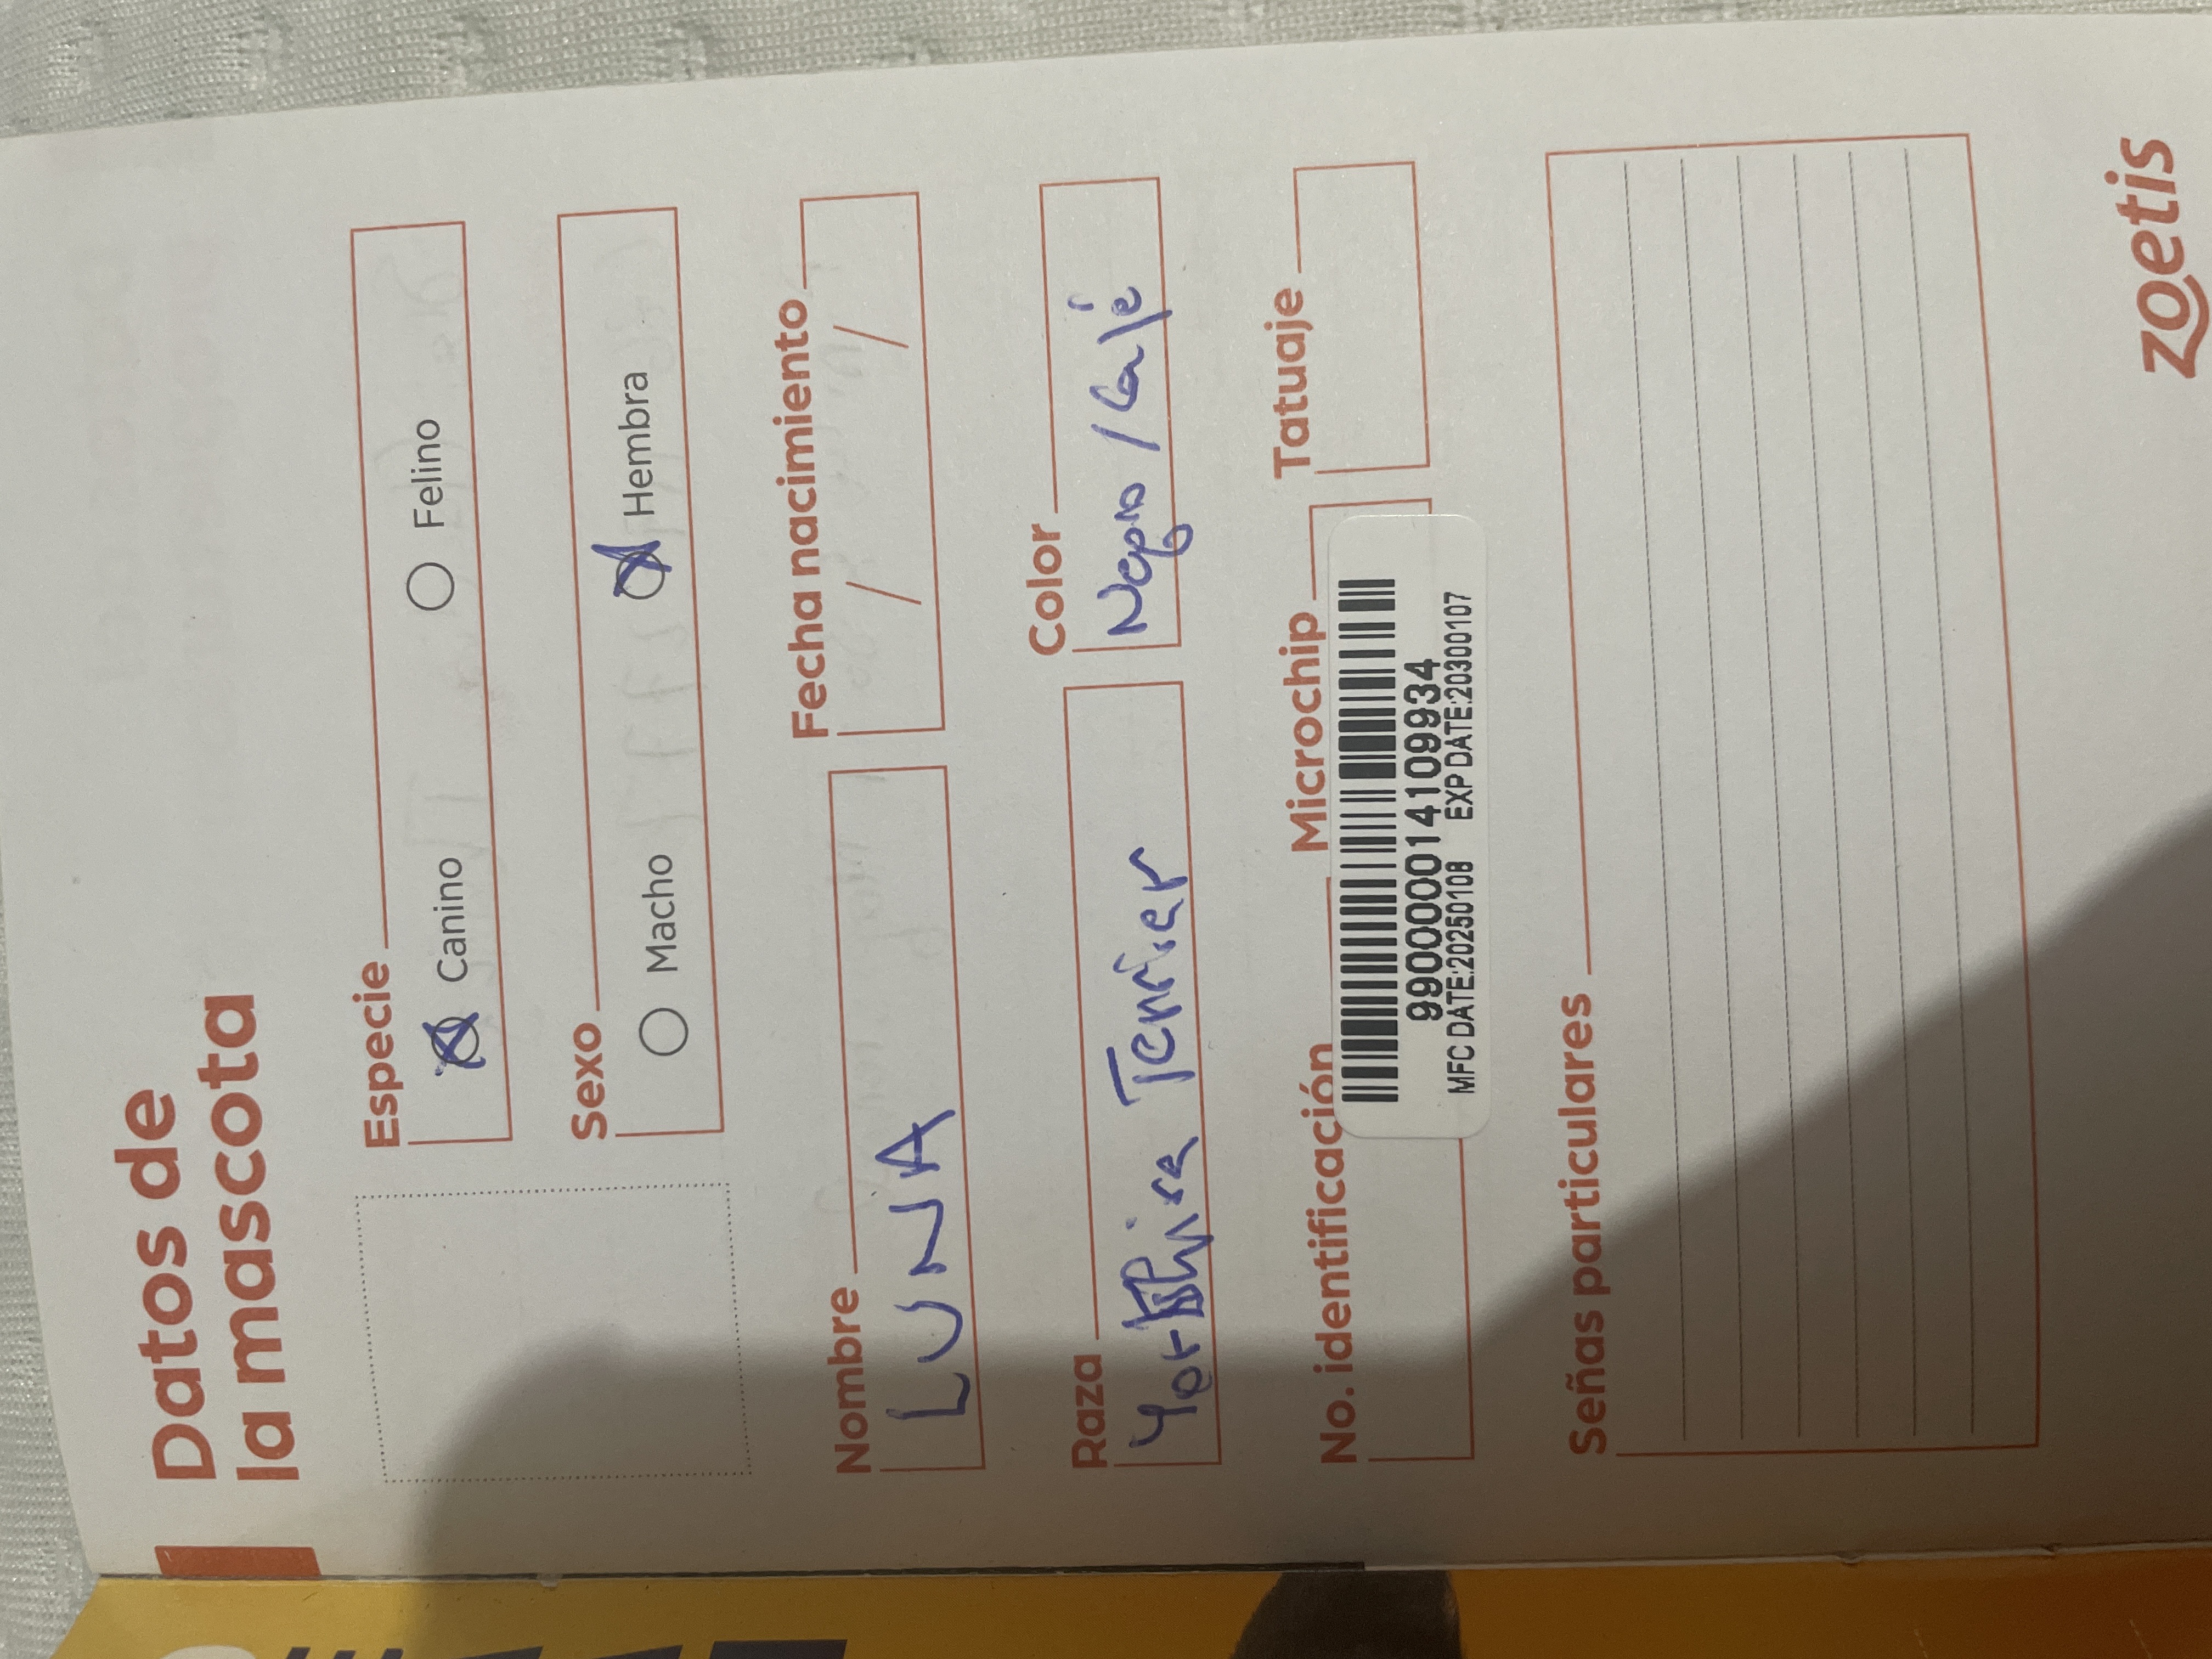 Datos de
la mascota
Especie
Canino Felino
Sexo
Macho Hembra
Nombre Fecha nacimiento
LUNA / /
Raza Color
Terrier Negro / Café
No. identificación Microchip Tatuaje
990000014109934
MFC DATE:20250108 EXP DATE:20300107
Señas particulares
zoetis